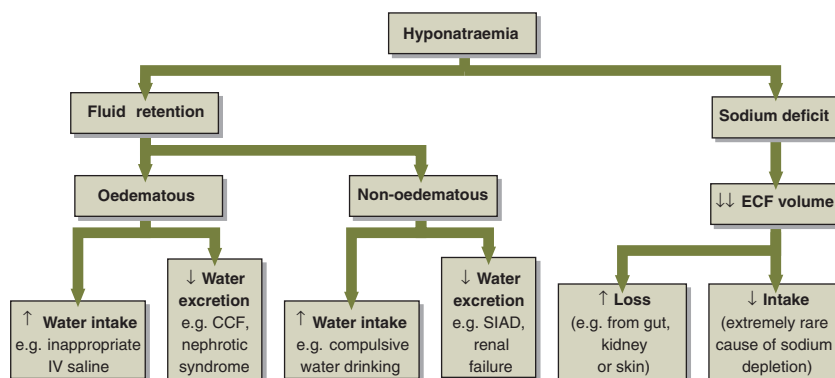 Hyponatraemia
Fluid retention
Sodium deficit
Oedematous
Non-oedematous
↓↓ ECF volume
↑ Water intake
e.g. inappropriate
IV saline
↓ Water
excretion
e.g. CCF,
nephrotic
syndrome
↑ Water intake
e.g. compulsive
water drinking
↓ Water
excretion
e.g. SIAD,
renal
failure
↑ Loss
(e.g. from gut,
kidney
or skin)
↓ Intake
(extremely rare
cause of sodium
depletion)